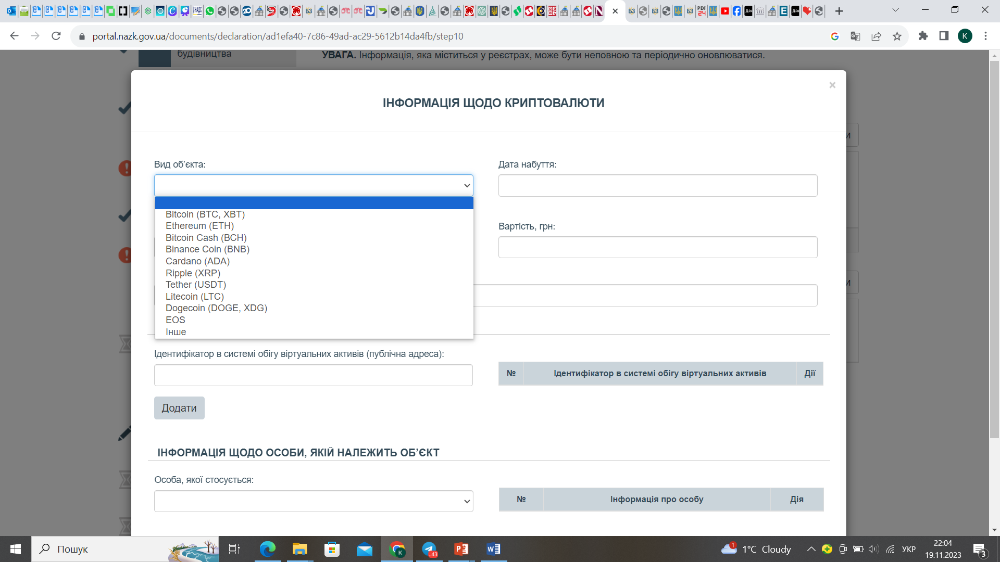 portal.nazk.gov.ua/documents/declaration/ad1efa40-7c86-49ad-ac29-5612b14da4fb/step10
K
будівництва
УВАГА. Інформація, яка міститься у реєстрах, може бути неповною та періодично оновлюватися.
×
ІНФОРМАЦІЯ ЩОДО КРИПТОВАЛЮТИ
Вид об’єкта:
Дата набуття:
Bitcoin (BTC, XBT)
Ethereum (ETH)
Bitcoin Cash (BCH)
Binance Coin (BNB)
Cardano (ADA)
Ripple (XRP)
Tether (USDT)
Litecoin (LTC)
Dogecoin (DOGE, XDG)
EOS
Інше
Вартість, грн:
Ідентифікатор в системі обігу віртуальних активів (публічна адреса):
№ Ідентифікатор в системі обігу віртуальних активів Дії
Додати
ІНФОРМАЦІЯ ЩОДО ОСОБИ, ЯКІЙ НАЛЕЖИТЬ ОБ’ЄКТ
Особа, якої стосується:
№ Інформація про особу Дія
Пошук
1°C Cloudy
УКР
22:04
19.11.2023
3